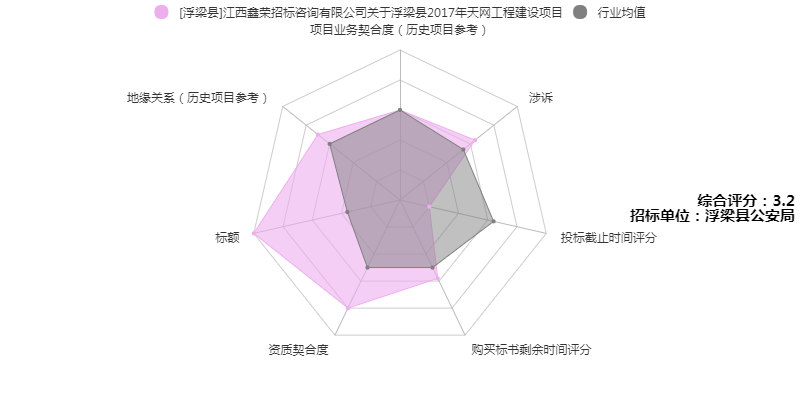 [浮梁县]江西鑫荣招标咨询有限公司关于浮梁县2017年天网工程建设项目 行业均值
项目业务契合度（历史项目参考）
地缘关系（历史项目参考）
涉诉
综合评分：3.2
招标单位：浮梁县公安局
标额
投标截止时间评分
资质契合度
购买标书剩余时间评分